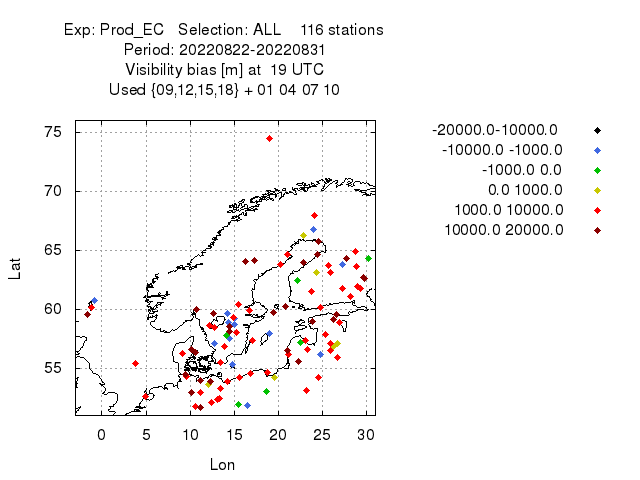 Exp: Prod_EC Selection: ALL 116 stations
Period: 20220822-20220831
Visibility bias [m] at 19 UTC
Used {09,12,15,18} + 01 04 07 10
-20000.0-10000.0
-10000.0 -1000.0
-1000.0 0.0
0.0 1000.0
1000.0 10000.0
10000.0 20000.0
75
70
65
60
55
Lat
0 5 10 15 20 25 30
Lon